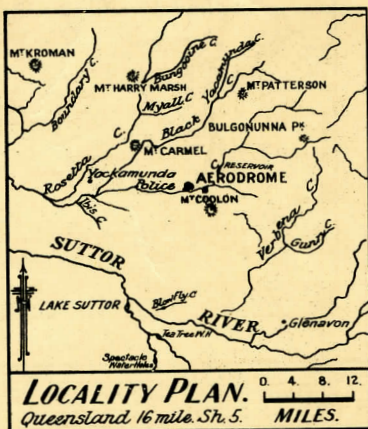 Mt KROMAN
Boundary C.
Bungobine C.
Mt HARRY MARSH
Myall C.
Black
Yacamunda C.
Mt PATTERSON
BULGONUNNA PK.
Rosetta C.
Mt CARMEL
Yackamunda
Police C.
RESERVOIR
AERODROME
Mt COOLON
Ibis C.
Verbena C.
Gunry C.
SUTTOR RIVER
LAKE SUTTOR
Blowfly C.
Glenavon
Tea Tree W.H.
Spectacle
Waterholes
LOCALITY PLAN.
Queensland 16 mile. Sh. 5.
0. 4. 8. 12.
MILES.